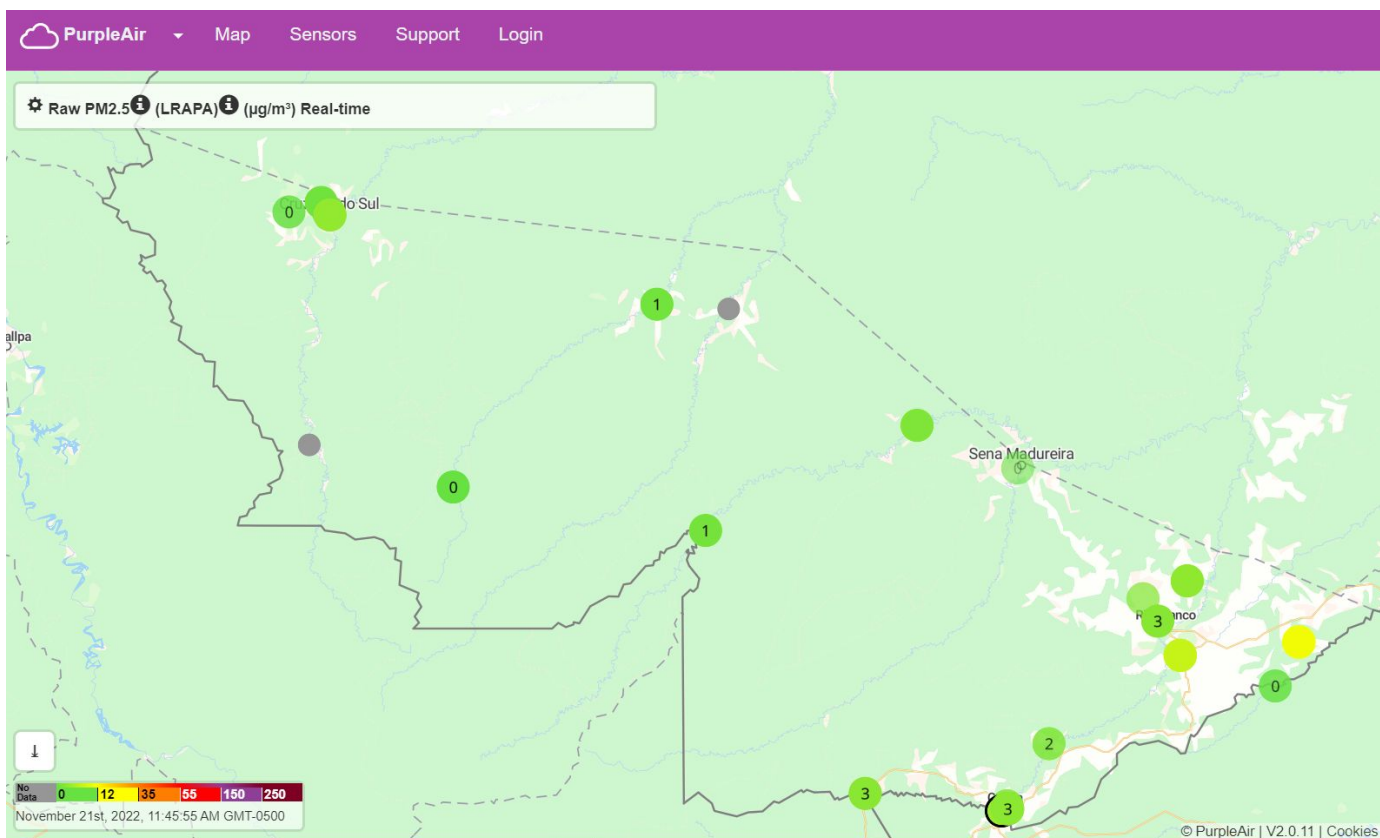 PurpleAir Map Sensors Support Login
Raw PM2.5 (LRAPA) (µg/m³) Real-time
do Sul
0
1
allpa
Sena Madureira
0
0
1
3
nco
0
2
3
3
No Data 0 12 35 55 150 250
November 21st, 2022, 11:45:55 AM GMT-0500
© PurpleAir | V2.0.11 | Cookies